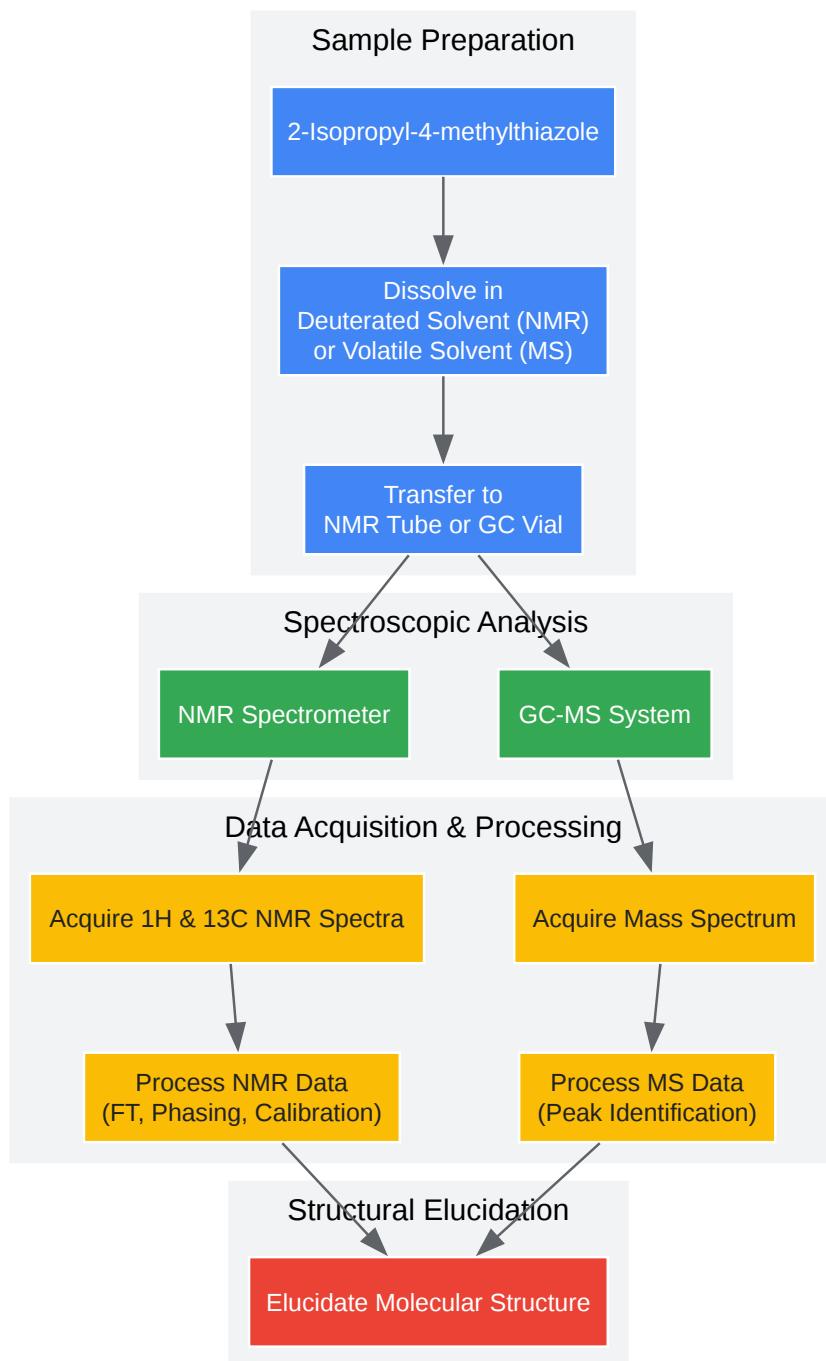 Sample Preparation
2-Isopropyl-4-methylthiazole
Dissolve in
Deuterated Solvent (NMR)
or Volatile Solvent (MS)
Transfer to
NMR Tube or GC Vial
Spectroscopic Analysis
NMR Spectrometer
GC-MS System
Data Acquisition & Processing
Acquire 1H & 13C NMR Spectra
Acquire Mass Spectrum
Process NMR Data
(FT, Phasing, Calibration)
Process MS Data
(Peak Identification)
Structural Elucidation
Elucidate Molecular Structure